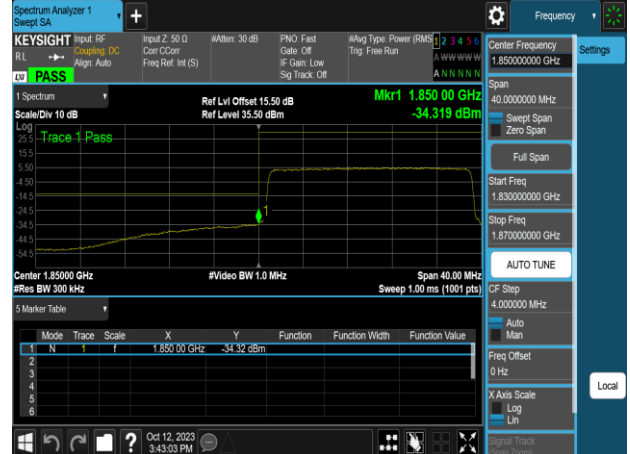 Spectrum Analyzer 1
Swept SA
Frequency
KEYSIGHT
Input: RF
Coupling: DC
Align: Auto
Input Z: 50 Ω
Corr CCorr
Freq Ref: Int (S)
#Atten: 30 dB
PNO: Fast
Gate: Off
IF Gain: Low
Sig Track: Off
#Avg Type: Power (RMS
Trig: Free Run
1 2 3 4 5 6
A W W W W W
A N N N N N
RL
LXI
PASS
1 Spectrum
Scale/Div 10 dB
Ref Lvl Offset 15.50 dB
Ref Level 35.50 dBm
Mkr1 1.850 00 GHz
-34.319 dBm
Log
Trace 1 Pass
25.5
15.5
5.50
-4.50
-14.5
-24.5
-34.5
-44.5
-54.5
1
Center 1.85000 GHz
#Video BW 1.0 MHz
Span 40.00 MHz
#Res BW 300 kHz
Sweep 1.00 ms (1001 pts)
5 Marker Table
Mode Trace Scale X Y Function Function Width Function Value
1 N 1 f 1.850 00 GHz -34.32 dBm
2
3
4
5
6
Oct 12, 2023
3:43:03 PM
Center Frequency
1.850000000 GHz
Settings
Span
40.0000000 MHz
Swept Span
Zero Span
Full Span
Start Freq
1.830000000 GHz
Stop Freq
1.870000000 GHz
AUTO TUNE
CF Step
4.000000 MHz
Auto
Man
Freq Offset
0 Hz
X Axis Scale
Log
Lin
Local
Signal Track
(Span Zoom)